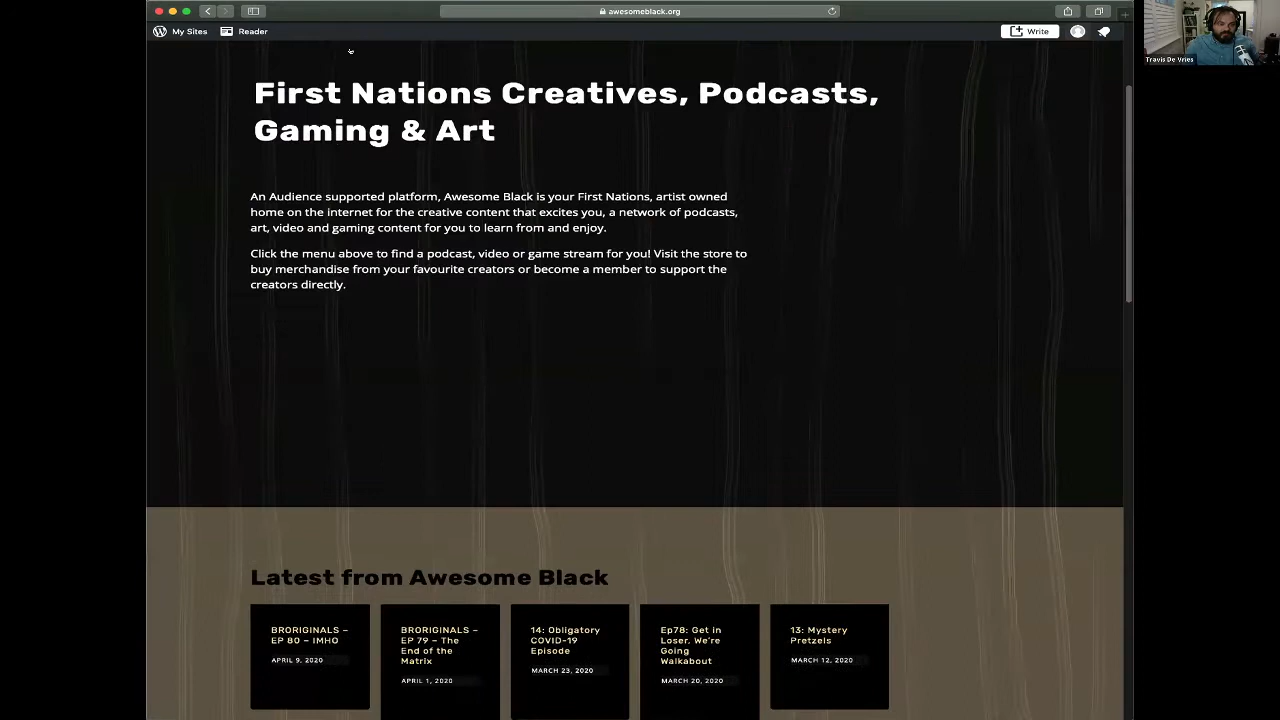 awesomeblack.org
My Sites
Reader
Write
Travis De Vries
First Nations Creatives, Podcasts,
Gaming & Art
An Audience supported platform, Awesome Black is your First Nations, artist owned
home on the internet for the creative content that excites you, a network of podcasts,
art, video and gaming content for you to learn from and enjoy.
Click the menu above to find a podcast, video or game stream for you! Visit the store to
buy merchandise from your favourite creators or become a member to support the
creators directly.
Latest from Awesome Black
BRORIGINALS –
EP 80 – IMHO
APRIL 9, 2020
BRORIGINALS –
EP 79 – The
End of the
Matrix
APRIL 1, 2020
14: Obligatory
COVID-19
Episode
MARCH 23, 2020
Ep78: Get in
Loser, We're
Going
Walkabout
MARCH 20, 2020
13: Mystery
Pretzels
MARCH 12, 2020